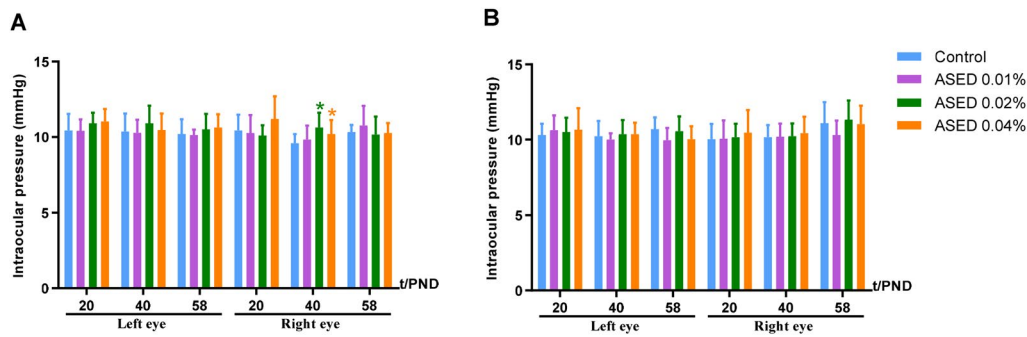 A
Intraocular pressure (mmHg)
15
10
5
0
*
*
20 40 58 20 40 58
t/PND
Left eye Right eye
B
Intraocular pressure (mmHg)
15
10
5
0
20 40 58 20 40 58
t/PND
Left eye Right eye
Control
ASED 0.01%
ASED 0.02%
ASED 0.04%